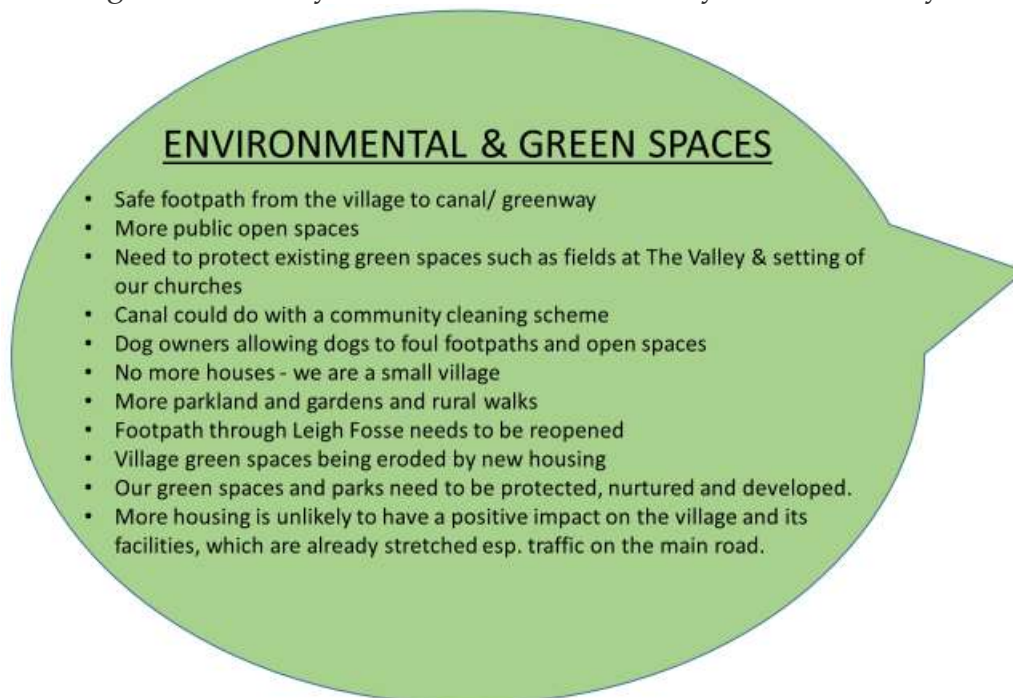 ENVIRONMENTAL & GREEN SPACES
• Safe footpath from the village to canal/ greenway
• More public open spaces
• Need to protect existing green spaces such as fields at The Valley & setting of
our churches
• Canal could do with a community cleaning scheme
• Dog owners allowing dogs to foul footpaths and open spaces
• No more houses - we are a small village
• More parkland and gardens and rural walks
• Footpath through Leigh Fosse needs to be reopened
• Village green spaces being eroded by new housing
• Our green spaces and parks need to be protected, nurtured and developed.
• More housing is unlikely to have a positive impact on the village and its
facilities, which are already stretched esp. traffic on the main road.